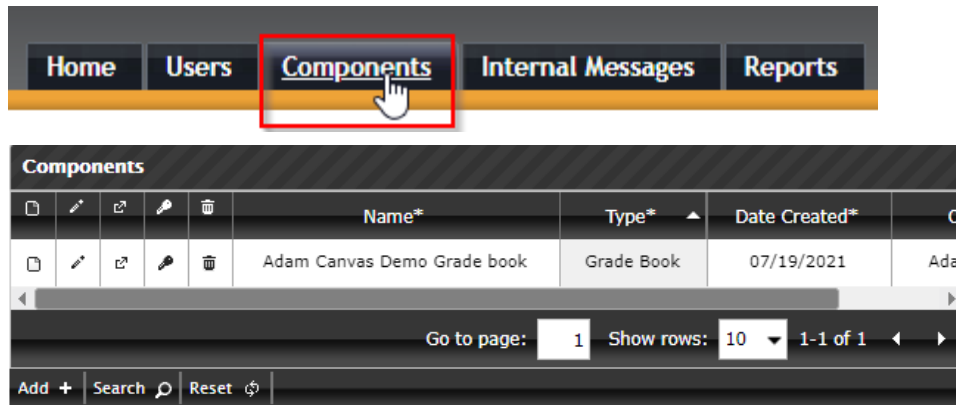 Home Users Components Internal Messages Reports
Components
Name* Type* Date Created*
Adam Canvas Demo Grade book Grade Book 07/19/2021 Ada
Go to page: 1 Show rows: 10 1-1 of 1
Add + Search Reset